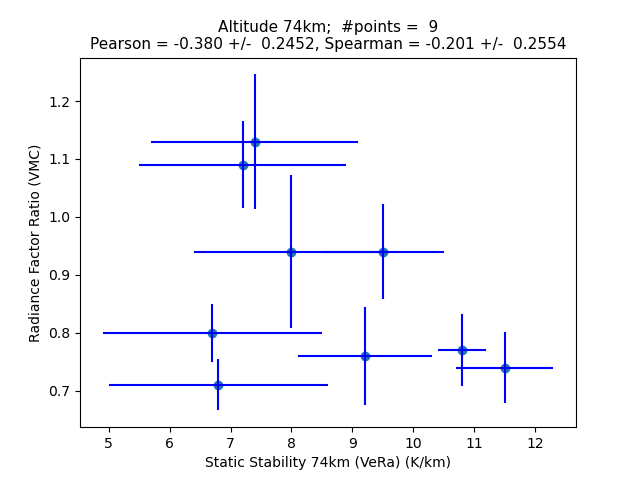 Altitude 74km;  #points =  9
Pearson = -0.380 +/-  0.2452, Spearman = -0.201 +/-  0.2554
1.2
1.1
1.0
0.9
0.8
0.7
Radiance Factor Ratio (VMC)
5 6 7 8 9 10 11 12
Static Stability 74km (VeRa) (K/km)